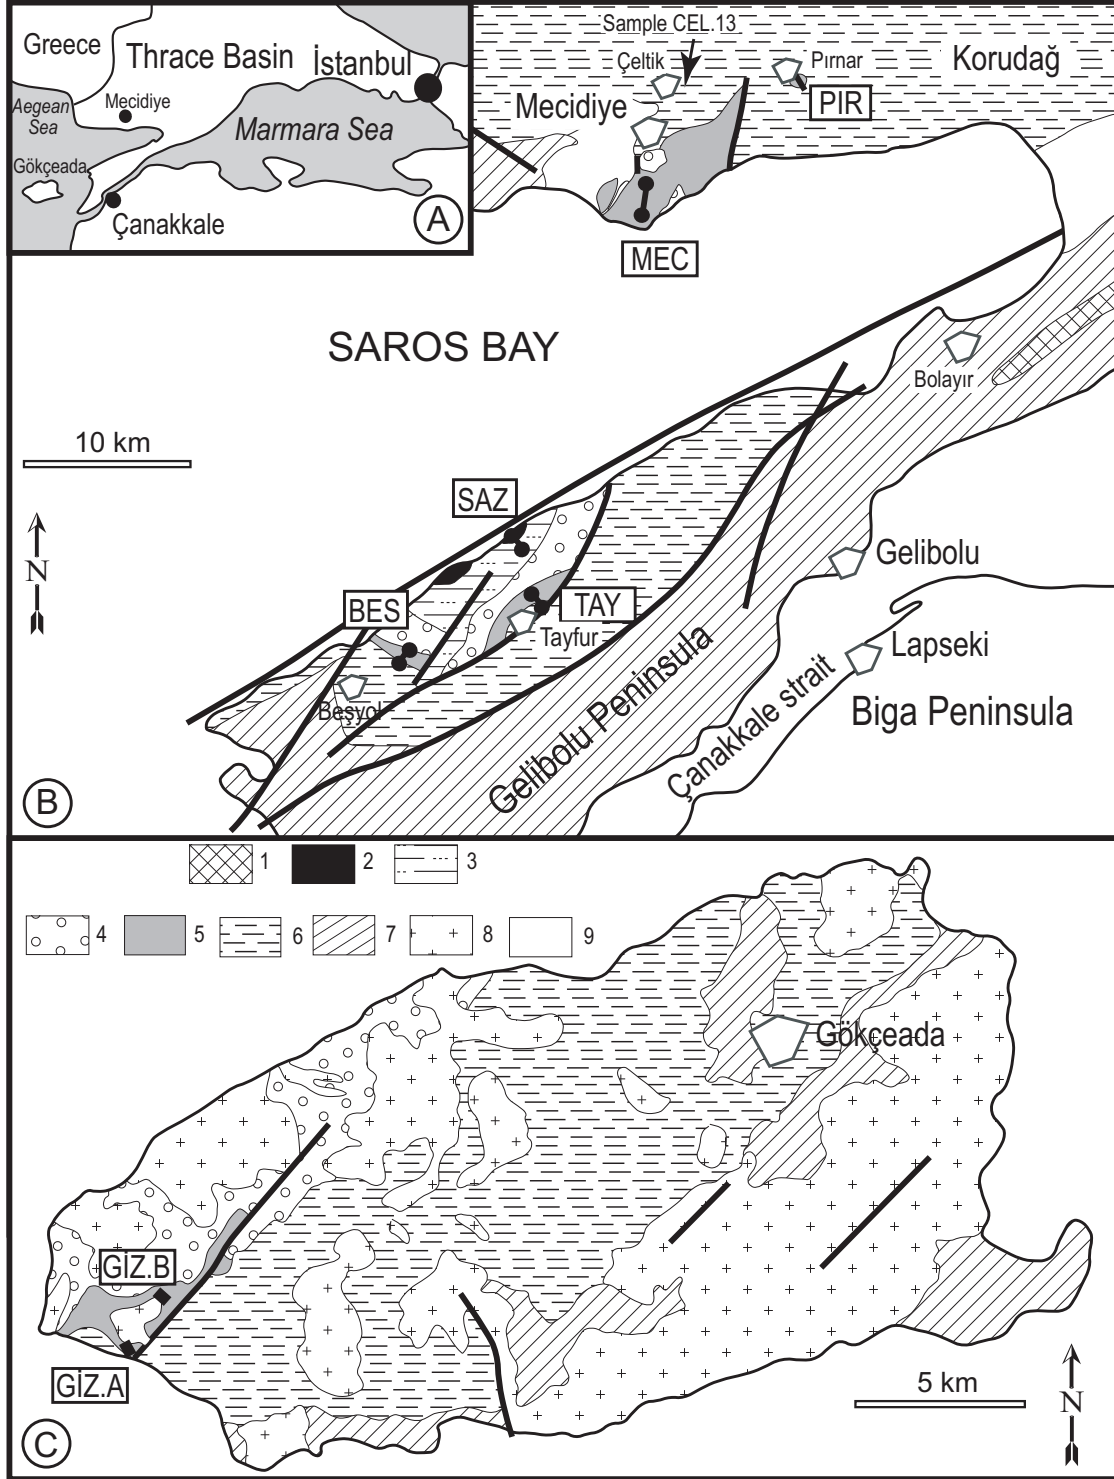 Greece
Thrace Basin
İstanbul
Aegean
Sea
Mecidiye
Marmara Sea
Gökçeada
Çanakkale
A
Sample CEL.13
Çeltik
Pırnar
Korudağ
Mecidiye
PIR
MEC
SAROS BAY
Bolayır
10 km
SAZ
N
Gelibolu
BES
TAY
Tayfur
Lapseki
Beşyol
Gelibolu Peninsula
Çanakkale strait
Biga Peninsula
B
1
2
3
4
5
6
7
8
9
Gökçeada
GİZ.B
GİZ.A
5 km
N
C